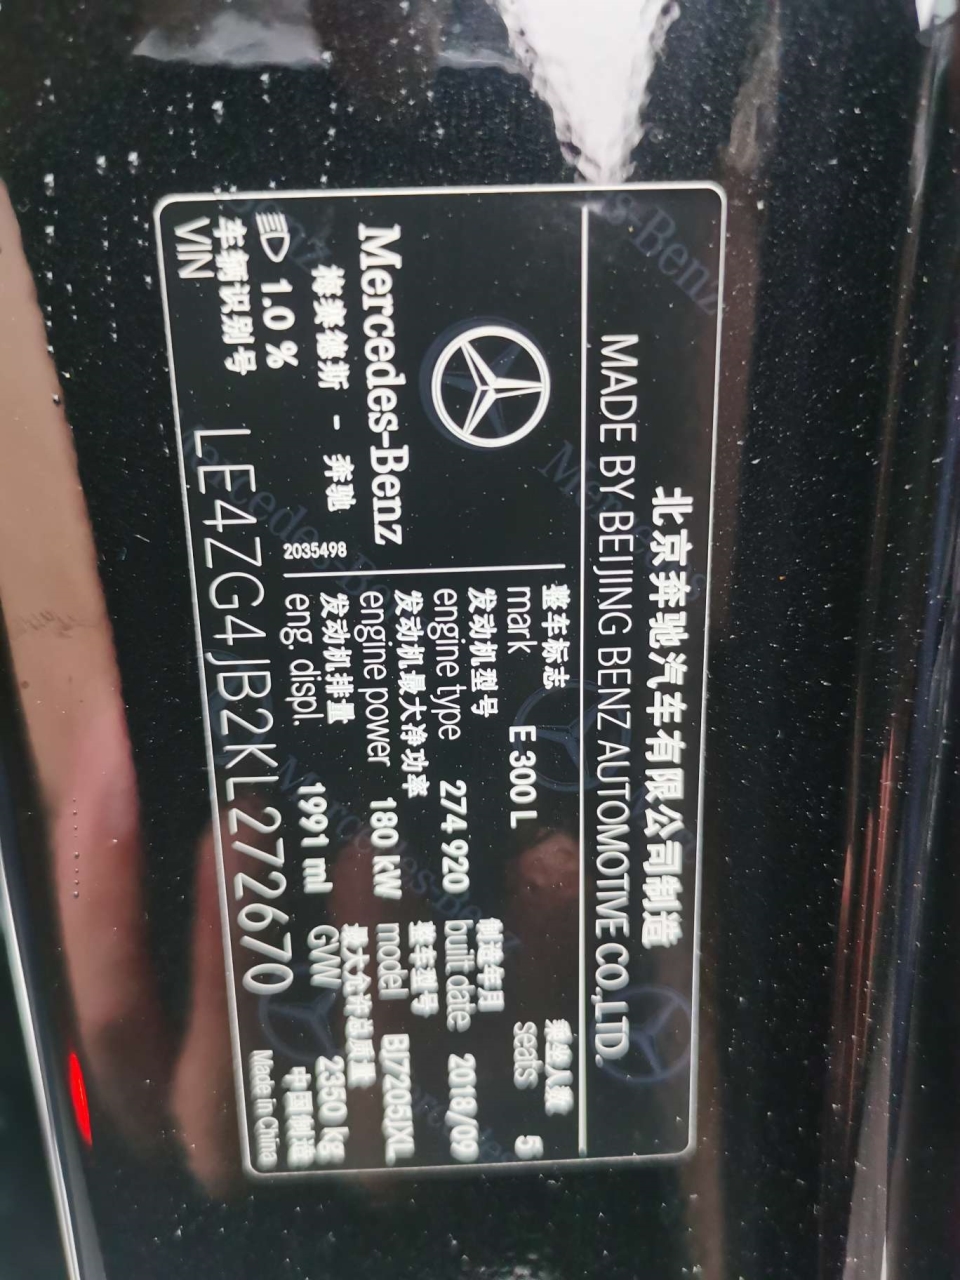 北京奔驰汽车有限公司制造
MADE BY BEIJING BENZ AUTOMOTIVE CO.,LTD.
Mercedes-Benz
梅赛德斯 - 奔驰
2035498
整车标志
mark E 300 L
乘坐人数
seats 5
发动机型号
engine type 274 920
制造年月
built date 2018/09
发动机最大净功率
engine power 180 kW
整车型号
model BJ7205JXL
发动机排量
eng. displ. 1991 ml
最大允许总质量
GVW 2350 kg
1.0 %
车辆识别号
VIN LE4ZG4JB2KL272670
中国制造
Made in China